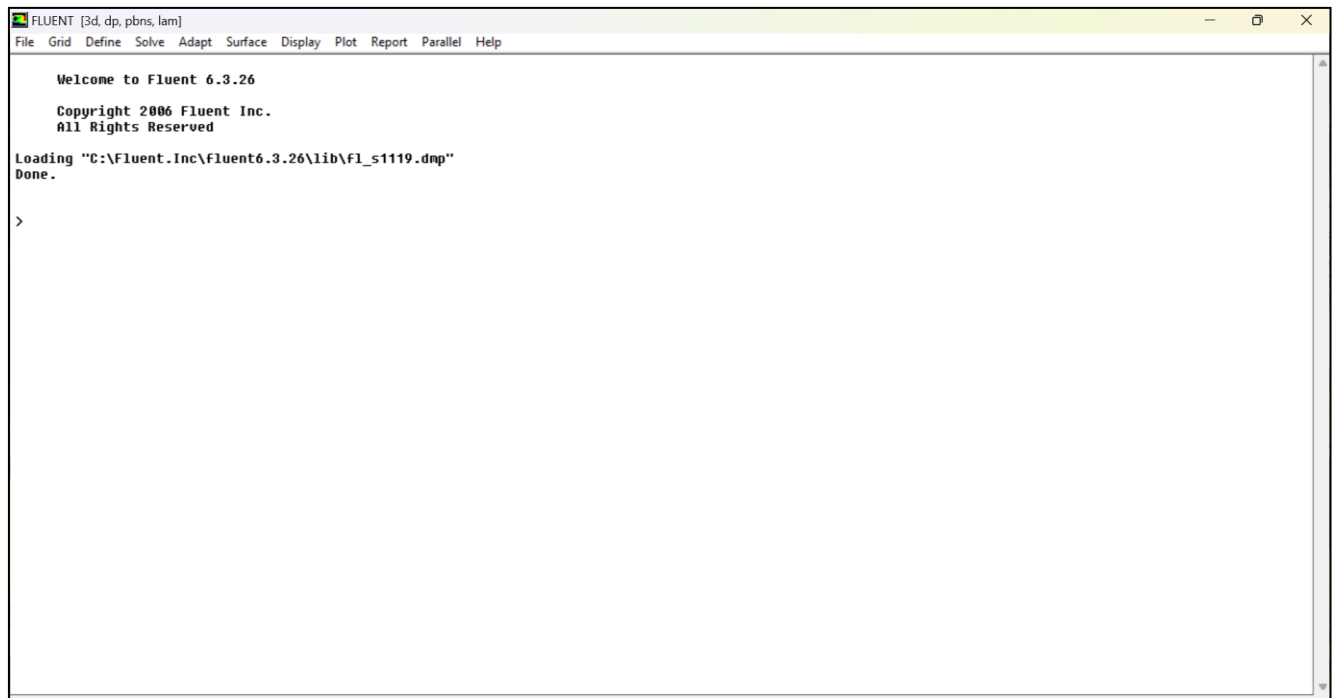 FLUENT [3d, dp, pbns, lam]
File Grid Define Solve Adapt Surface Display Plot Report Parallel Help
Welcome to Fluent 6.3.26
Copyright 2006 Fluent Inc.
All Rights Reserved
Loading "C:\Fluent.Inc\fluent6.3.26\lib\fl_s1119.dmp"
Done.
>